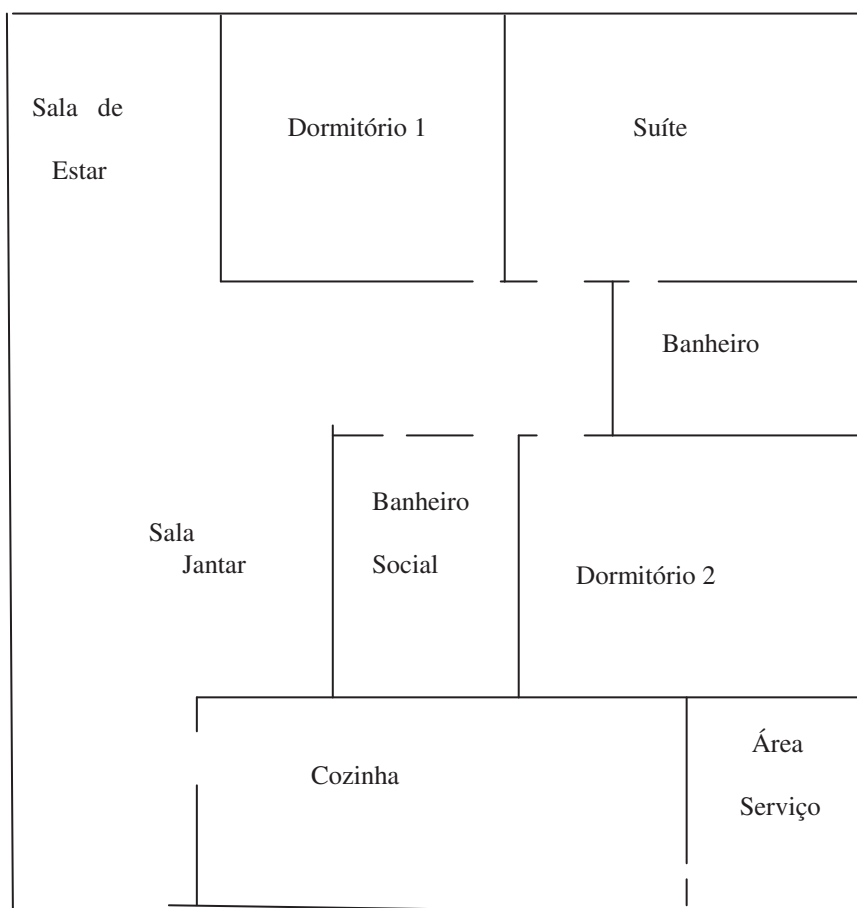 Sala de
Estar
Dormitório 1
Suíte
Banheiro
Banheiro
Social
Sala
Jantar
Dormitório 2
Cozinha
Área
Serviço